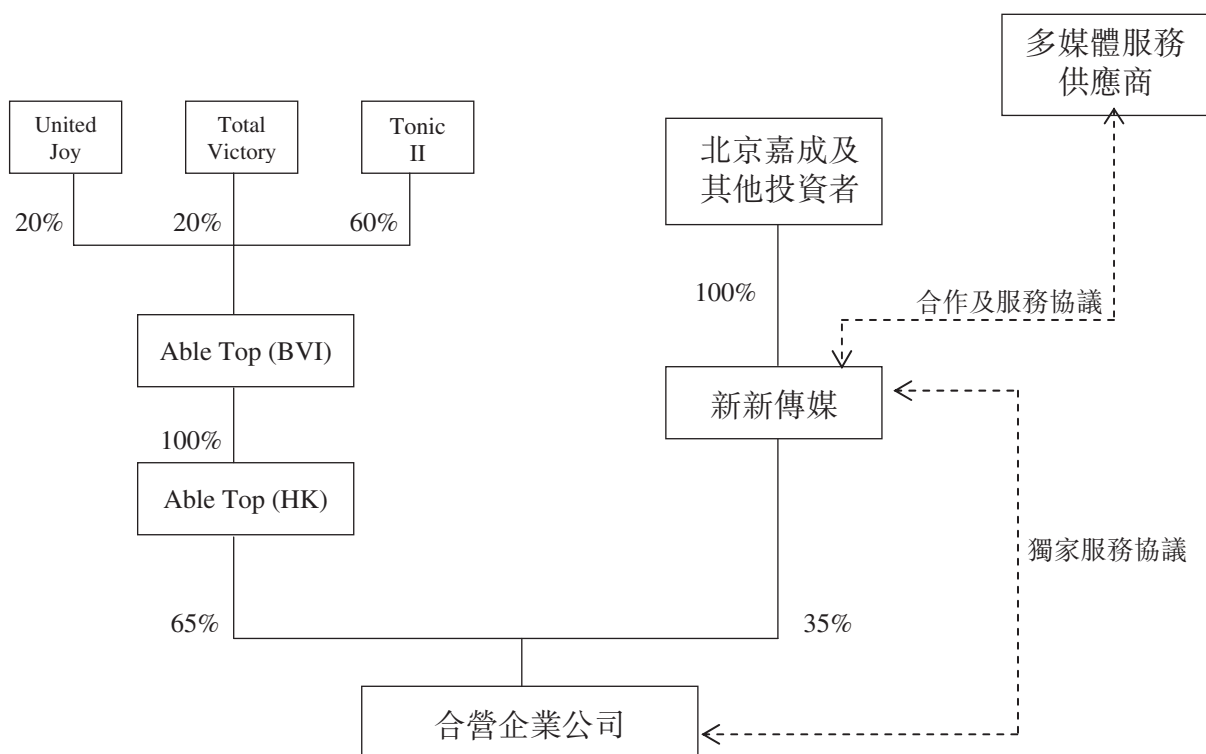 多媒體服務
供應商
United
Joy
Total
Victory
Tonic
II
北京嘉成及
其他投資者
20%
20%
60%
100%
合作及服務協議
Able Top (BVI)
新新傳媒
100%
Able Top (HK)
獨家服務協議
65%
35%
合營企業公司